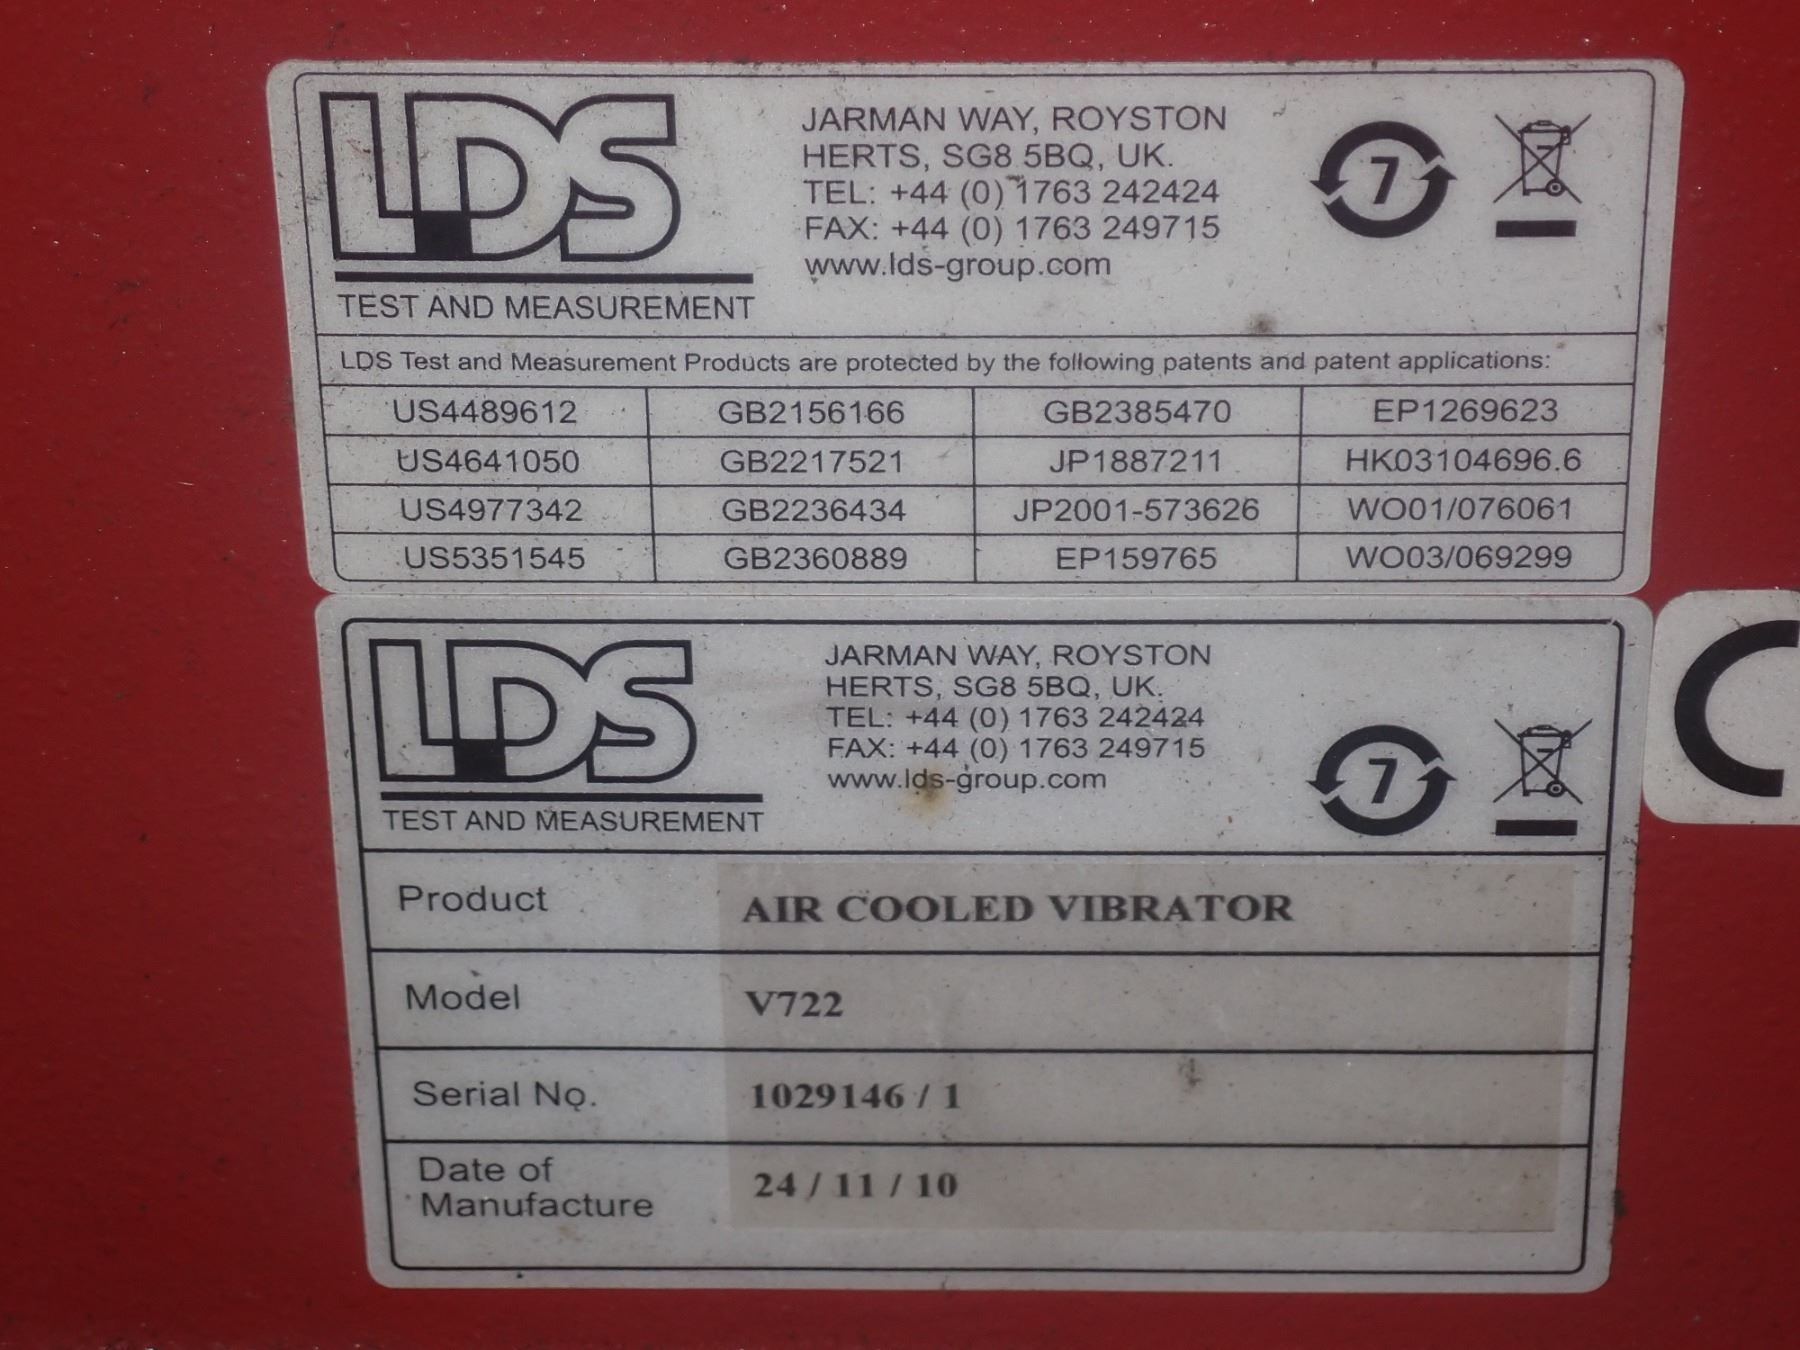 LDS
TEST AND MEASUREMENT
JARMAN WAY, ROYSTON
HERTS, SG8 5BQ, UK.
TEL: +44 (0) 1763 242424
FAX: +44 (0) 1763 249715
www.lds-group.com
7
LDS Test and Measurement Products are protected by the following patents and patent applications:
US4489612 GB2156166 GB2385470 EP1269623
US4641050 GB2217521 JP1887211 HK03104696.6
US4977342 GB2236434 JP2001-573626 WO01/076061
US5351545 GB2360889 EP159765 WO03/069299
LDS
TEST AND MEASUREMENT
JARMAN WAY, ROYSTON
HERTS, SG8 5BQ, UK.
TEL: +44 (0) 1763 242424
FAX: +44 (0) 1763 249715
www.lds-group.com
7
C
Product AIR COOLED VIBRATOR
Model V722
Serial No. 1029146 / 1
Date of
Manufacture 24 / 11 / 10